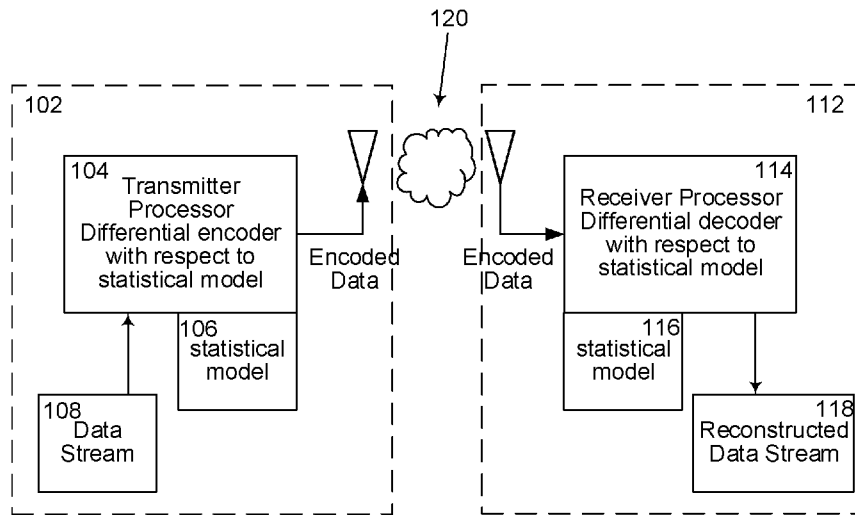 120
102
112
104
Transmitter
Processor
Differential encoder
with respect to
statistical model
114
Receiver Processor
Differential decoder
with respect to
statistical model
Encoded
Data
Encoded
Data
106
statistical
model
116
statistical
model
108
Data
Stream
118
Reconstructed
Data Stream